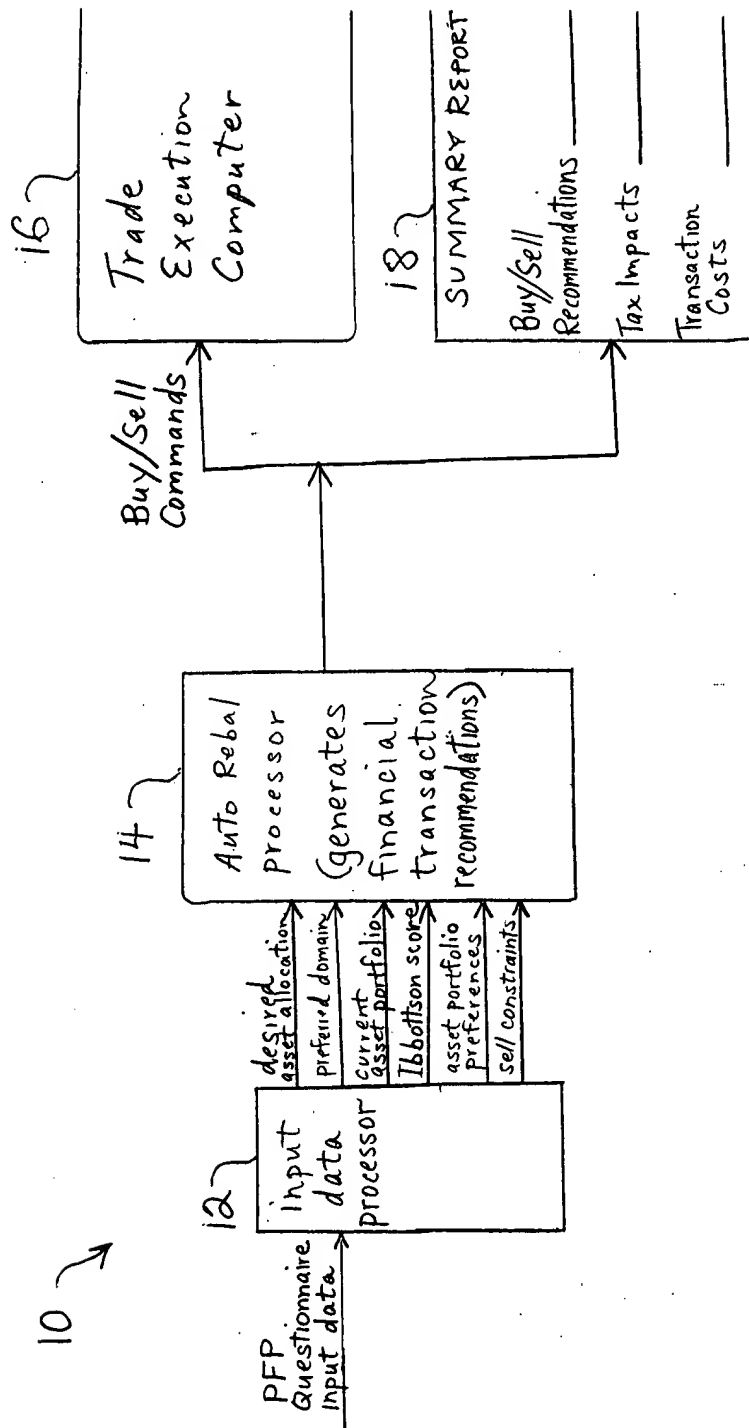 10
PFP
Questionnaire
Input data
12
input
data
processor
desired
asset allocation
preferred domain
current
asset portfolio
Ibbottson score
asset portfolio
preferences
sell constraints
14
Auto Rebal
processor
(generates
financial
transaction
recommendations)
Buy/Sell
Commands
16
Trade
Execution
Computer
18
SUMMARY REPORT
Buy/Sell
Recommendations
Tax Impacts
Transaction
Costs